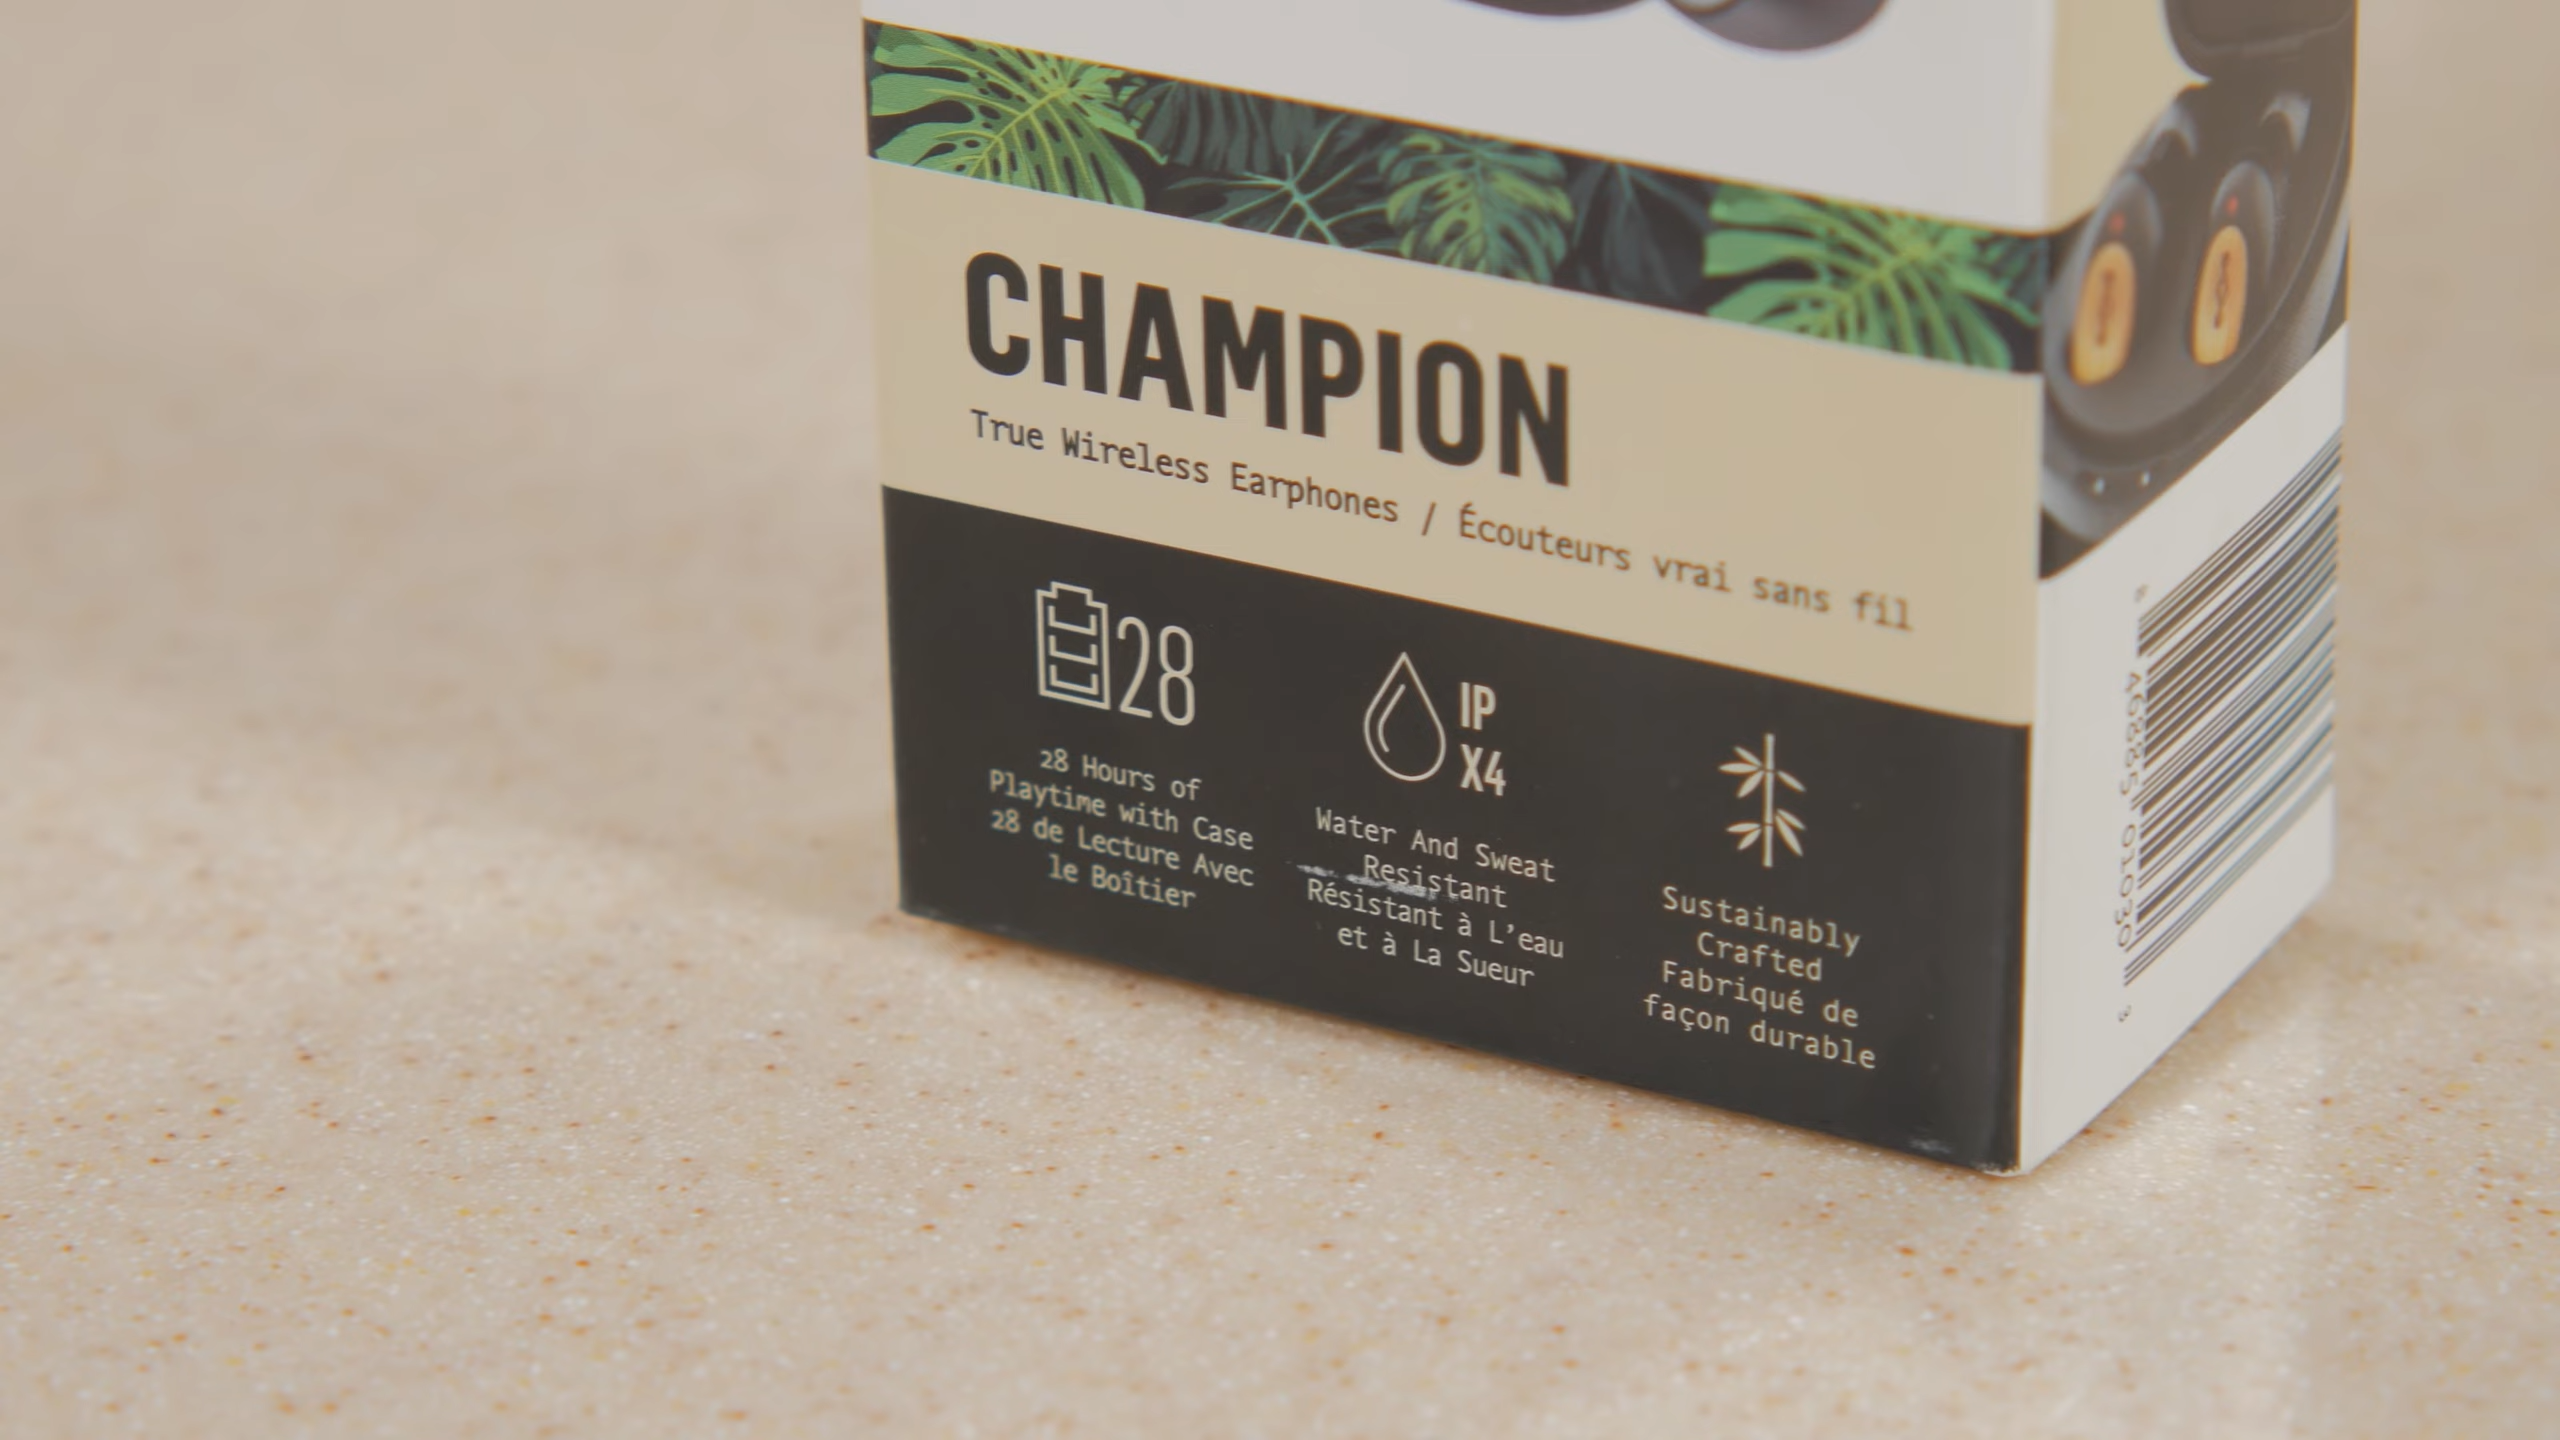 CHAMPION
True Wireless Earphones / Écouteurs vrai sans fil
28
28 Hours of
Playtime with Case
28 de Lecture Avec
le Boîtier
IP
X4
Water And Sweat
Resistant
Résistant à L'eau
et à La Sueur
Sustainably
Crafted
Fabriqué de
façon durable